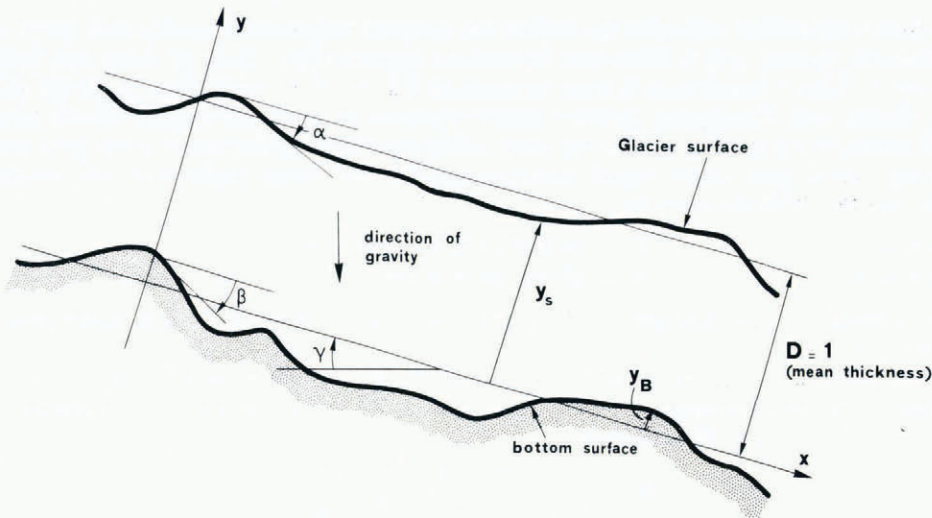 y
α
Glacier surface
direction of
gravity
β
y_s
γ
D = 1
(mean thickness)
y_B
bottom surface
x